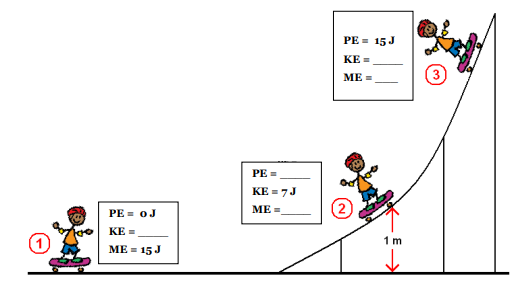 PE = 15 J
KE = _____
ME = ____
3
PE = _____
KE = 7 J
ME =_____
2
1 m
PE = 0 J
KE = _____
ME = 15 J
1